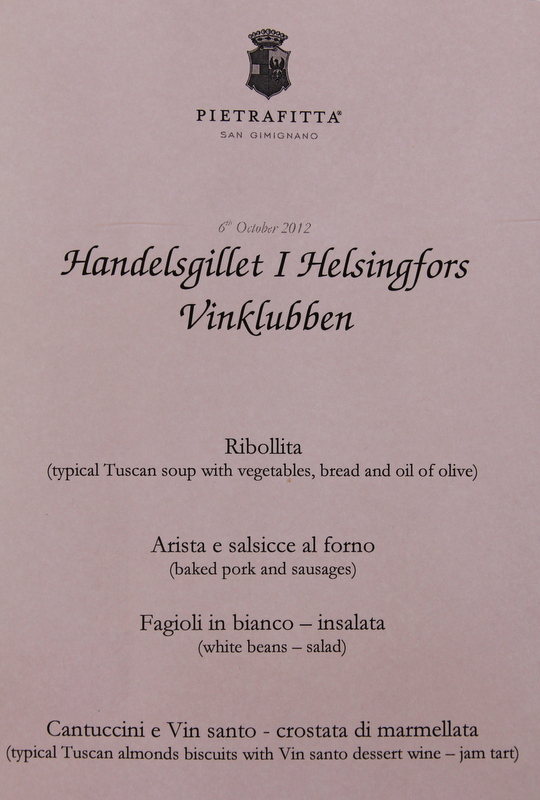 PIETRAFITTA®
SAN GIMIGNANO
6th October 2012
Handelsgillet I Helsingfors
Vinklubben
Ribollita
(typical Tuscan soup with vegetables, bread and oil of olive)
Arista e salsicce al forno
(baked pork and sausages)
Fagioli in bianco – insalata
(white beans – salad)
Cantuccini e Vin santo - crostata di marmellata
(typical Tuscan almonds biscuits with Vin santo dessert wine – jam tart)